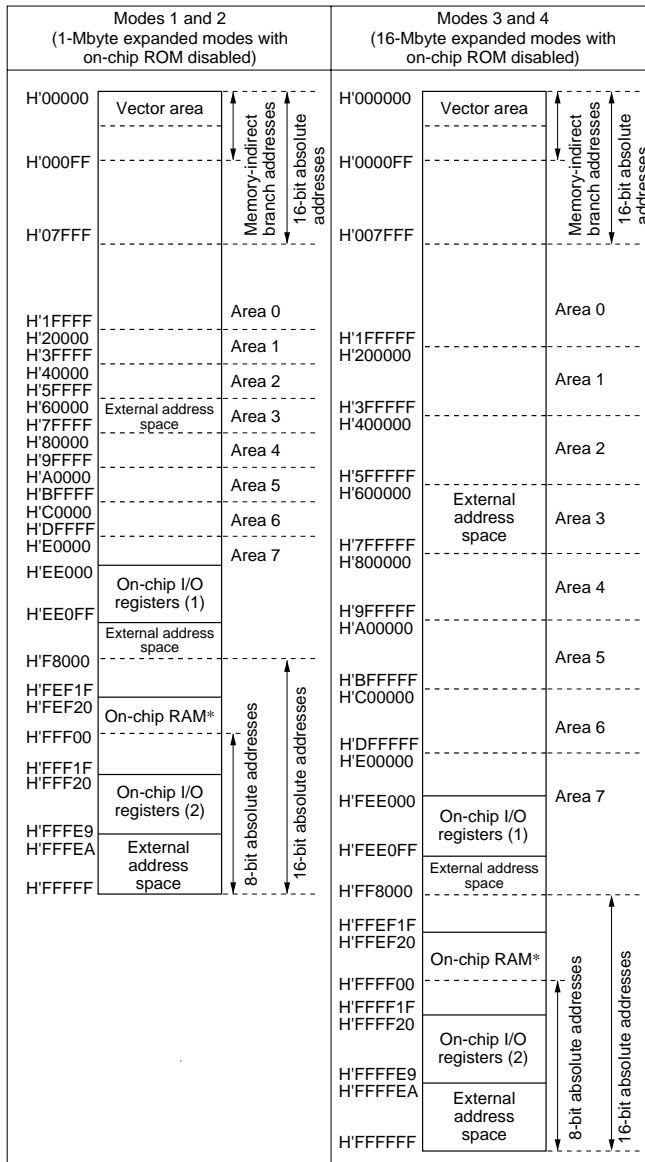 Modes 1 and 2
(1-Mbyte expanded modes with
on-chip ROM disabled)
H'00000
Vector area
H'000FF
H'07FFF
Memory-indirect
branch addresses
16-bit absolute
addresses
H'1FFFF
Area 0
H'20000
H'3FFFF
Area 1
H'40000
H'5FFFF
Area 2
H'60000
H'7FFFF
External address
space
Area 3
H'80000
H'9FFFF
Area 4
H'A0000
H'BFFFF
Area 5
H'C0000
H'DFFFF
Area 6
H'E0000
Area 7
H'EE000
On-chip I/O
registers (1)
H'EE0FF
External address
space
H'F8000
H'FEF1F
H'FEF20
On-chip RAM*
H'FFF00
H'FFF1F
H'FFF20
On-chip I/O
registers (2)
H'FFFE9
H'FFFEA
External
address
space
H'FFFFF
8-bit absolute addresses
16-bit absolute addresses
Modes 3 and 4
(16-Mbyte expanded modes with
on-chip ROM disabled)
H'000000
Vector area
H'0000FF
H'007FFF
Memory-indirect
branch addresses
16-bit absolute
addresses
Area 0
H'1FFFFF
H'200000
Area 1
H'3FFFFF
H'400000
Area 2
H'5FFFFF
H'600000
External
address
space
Area 3
H'7FFFFF
H'800000
Area 4
H'9FFFFF
H'A00000
Area 5
H'BFFFFF
H'C00000
Area 6
H'DFFFFF
H'E00000
Area 7
H'FEE000
On-chip I/O
registers (1)
H'FEE0FF
External address
space
H'FF8000
H'FFEF1F
H'FFEF20
On-chip RAM*
H'FFFF00
H'FFFF1F
H'FFFF20
On-chip I/O
registers (2)
H'FFFFE9
H'FFFFEA
External
address
space
H'FFFFFF
8-bit absolute addresses
16-bit absolute addresses